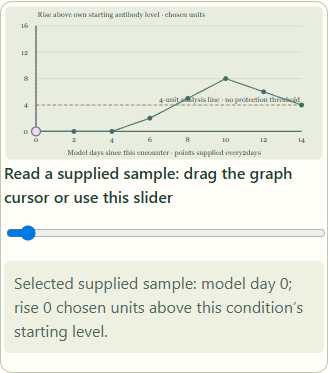 Rise above own starting antibody level · chosen units
16
12
8
4-unit analysis line · no protection threshold
4
0
0 2 4 6 8 10 12 14
Model days since this encounter · points supplied every2days
Read a supplied sample: drag the graph
cursor or use this slider
Selected supplied sample: model day 0;
rise 0 chosen units above this condition's
starting level.